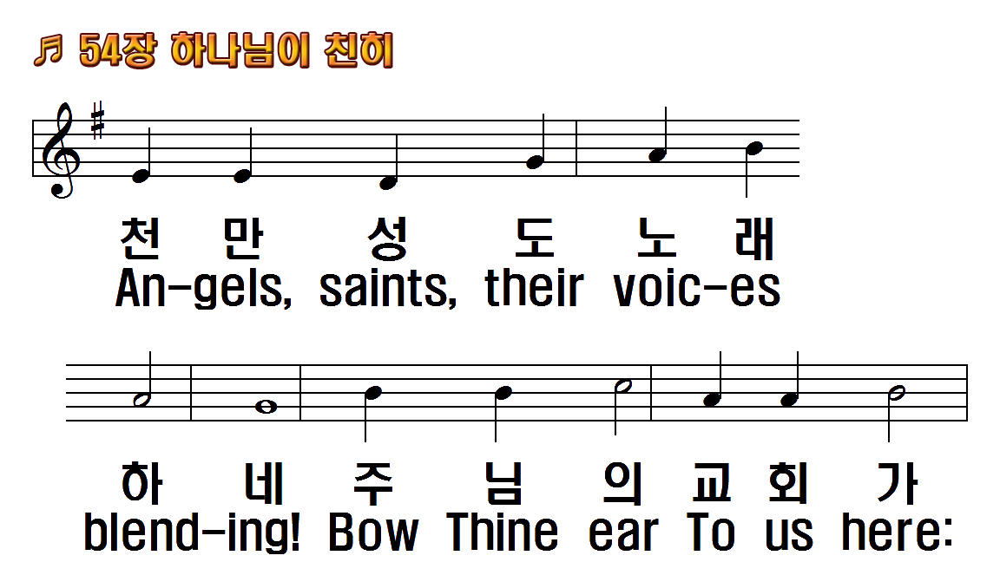 ♬ 54장 하나님이 친히
천 만 성 도 노 래
An-gels, saints, their voic-es
하 네 주 님 의 교 회 가
blend-ing! Bow Thine ear To us here: